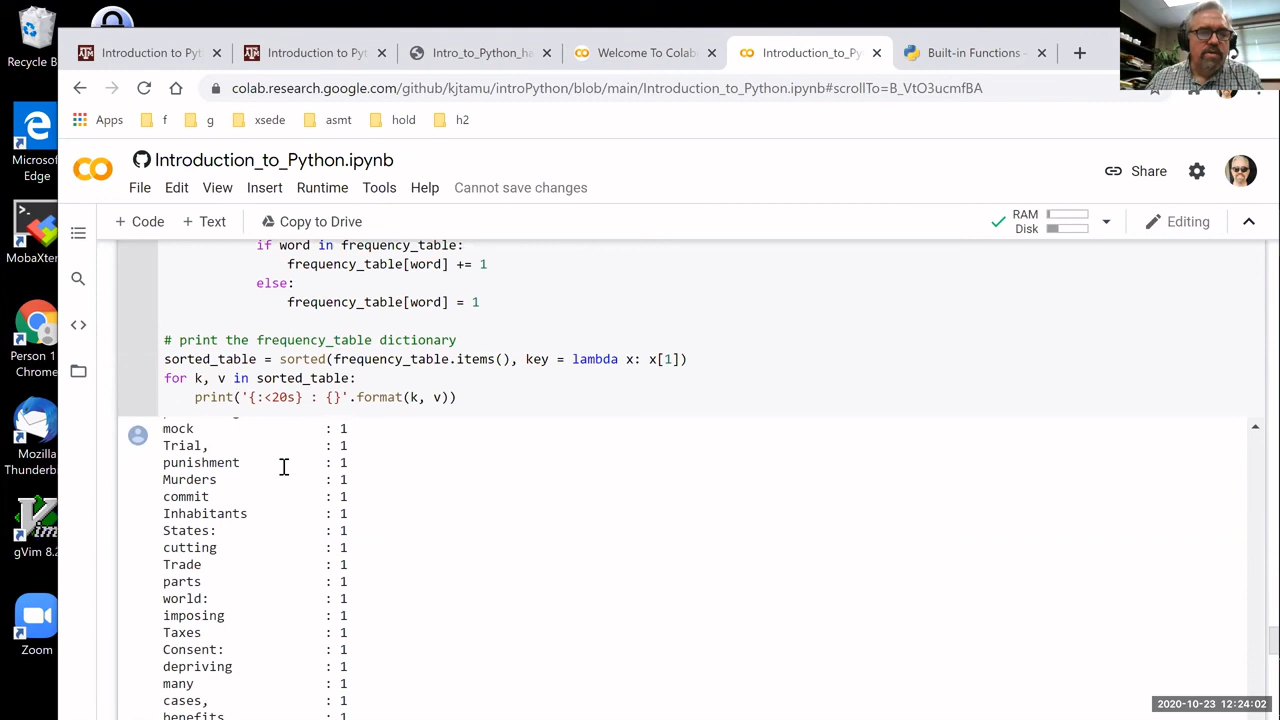 Recycle B
Introduction to Pyt
Introduction to Pyt
Intro_to_Pyth
Welcome To Colab
Introduction_to_Py
Built-in Functions –
colab.research.google.com/github/kjtamu/introPython/blob/main/Introduction_to_Python.ipynb#scrollTo=B_VtO3ucmfBA
Apps
f
g
xsede
asmt
hold
h2
Microsof
Edge
Introduction_to_Python.ipynb
Share
File
Edit
View
Insert
Runtime
Tools
Help
Cannot save changes
+ Code
+ Text
Copy to Drive
RAM
Disk
Editing
MobaXter
Person 1
Chrome
Mozilla
Thunderb
gVim 8.2
Zoom
if word in frequency_table:
frequency_table[word] += 1
else:
frequency_table[word] = 1
# print the frequency_table dictionary
sorted_table = sorted(frequency_table.items(), key = lambda x: x[1])
for k, v in sorted_table:
print('{:<20s} : {}'.format(k, v))
mock : 1
Trial, : 1
punishment : 1
Murders : 1
commit : 1
Inhabitants : 1
States: : 1
cutting : 1
Trade : 1
parts : 1
world: : 1
imposing : 1
Taxes : 1
Consent: : 1
depriving : 1
many : 1
cases, : 1
benefits : 1
2020-10-23 12:24:02